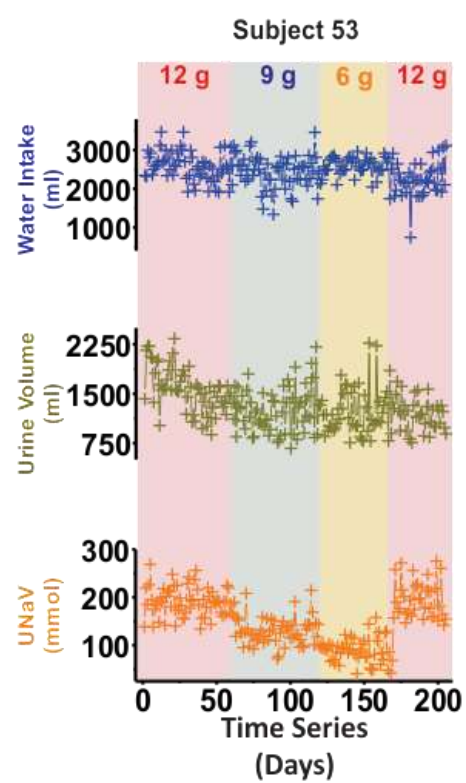 Subject 53
12 g 9 g 6 g 12 g
Water Intake
(ml)
3000
2000
1000
Urine Volume
(ml)
2250
1500
750
UNaV
(mmol)
300
200
100
0 50 100 150 200
Time Series
(Days)